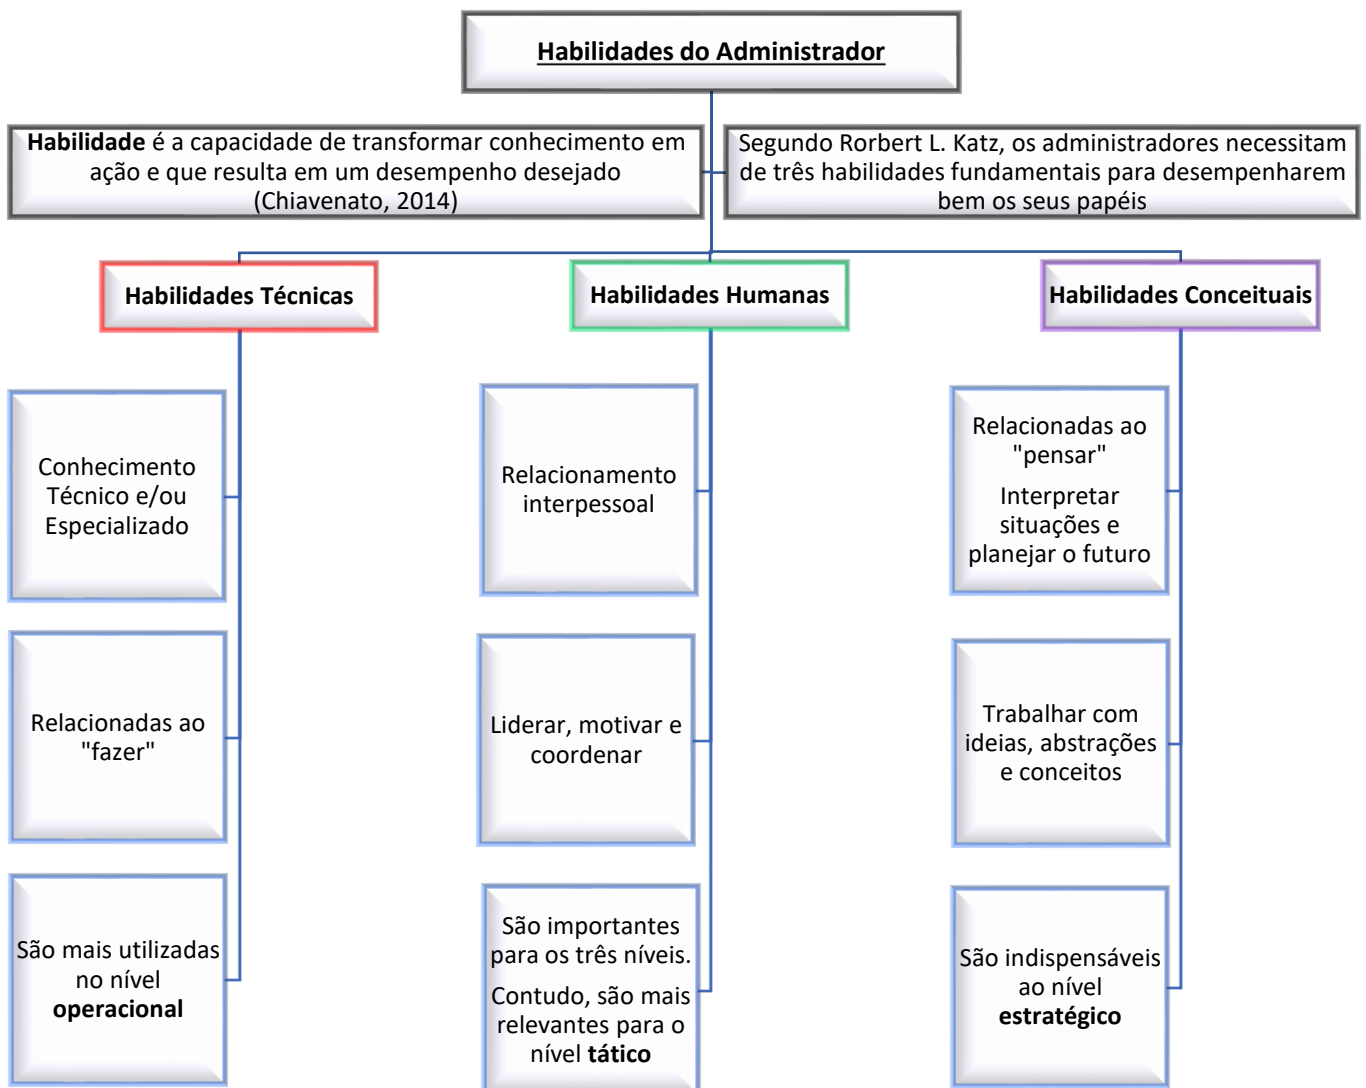 Habilidades do Administrador
Habilidade é a capacidade de transformar conhecimento em
ação e que resulta em um desempenho desejado
(Chiavenato, 2014)
Segundo Rorbert L. Katz, os administradores necessitam
de três habilidades fundamentais para desempenharem
bem os seus papéis
Habilidades Técnicas
Conhecimento
Técnico e/ou
Especializado
Relacionadas ao
"fazer"
São mais utilizadas
no nível
operacional
Habilidades Humanas
Relacionamento
interpessoal
Liderar, motivar e
coordenar
São importantes
para os três níveis.
Contudo, são mais
relevantes para o
nível tático
Habilidades Conceituais
Relacionadas ao
"pensar"
Interpretar
situações e
planejar o futuro
Trabalhar com
ideias, abstrações
e conceitos
São indispensáveis
ao nível
estratégico